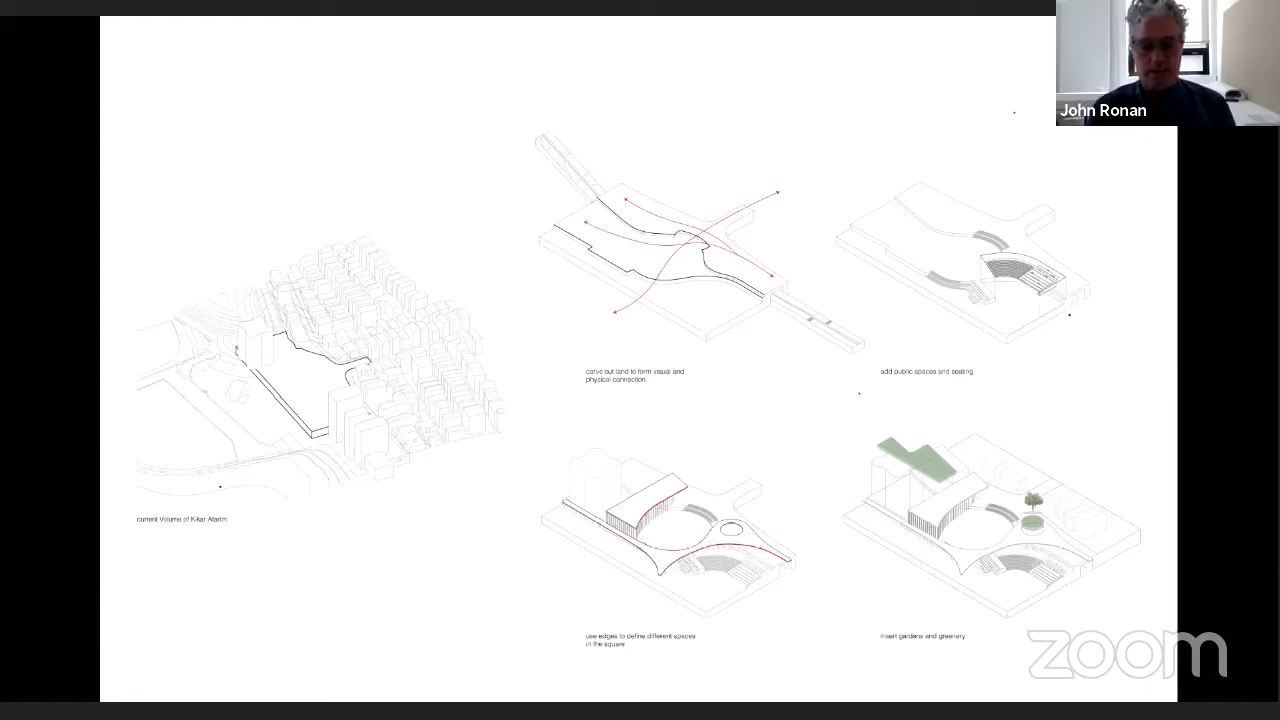 John Ronan
carve out land to form visual and
physical connection.
add public spaces and seating
current Volume of Kikar Atarim
use edges to define different spaces
in the square
insert gardens and greenery
zoom